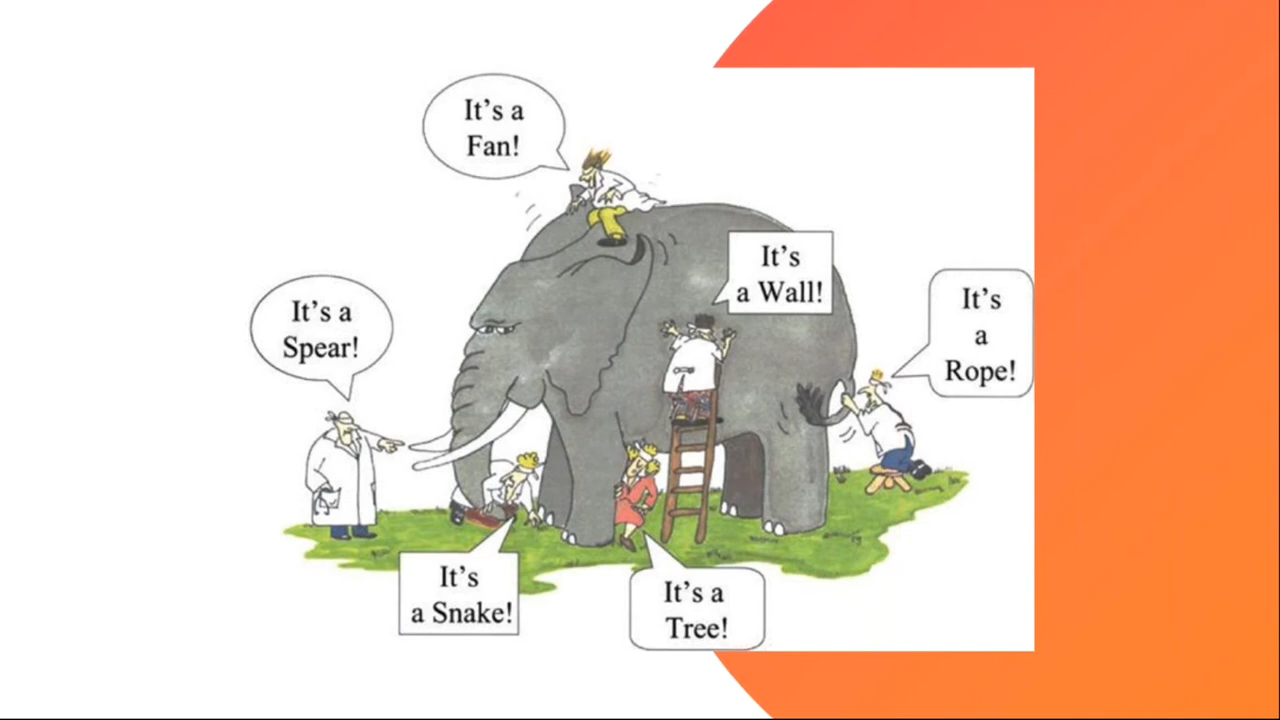 It's a
Fan!
It's
a Wall!
It's a
Spear!
It's
a
Rope!
It's
a Snake!
It's a
Tree!